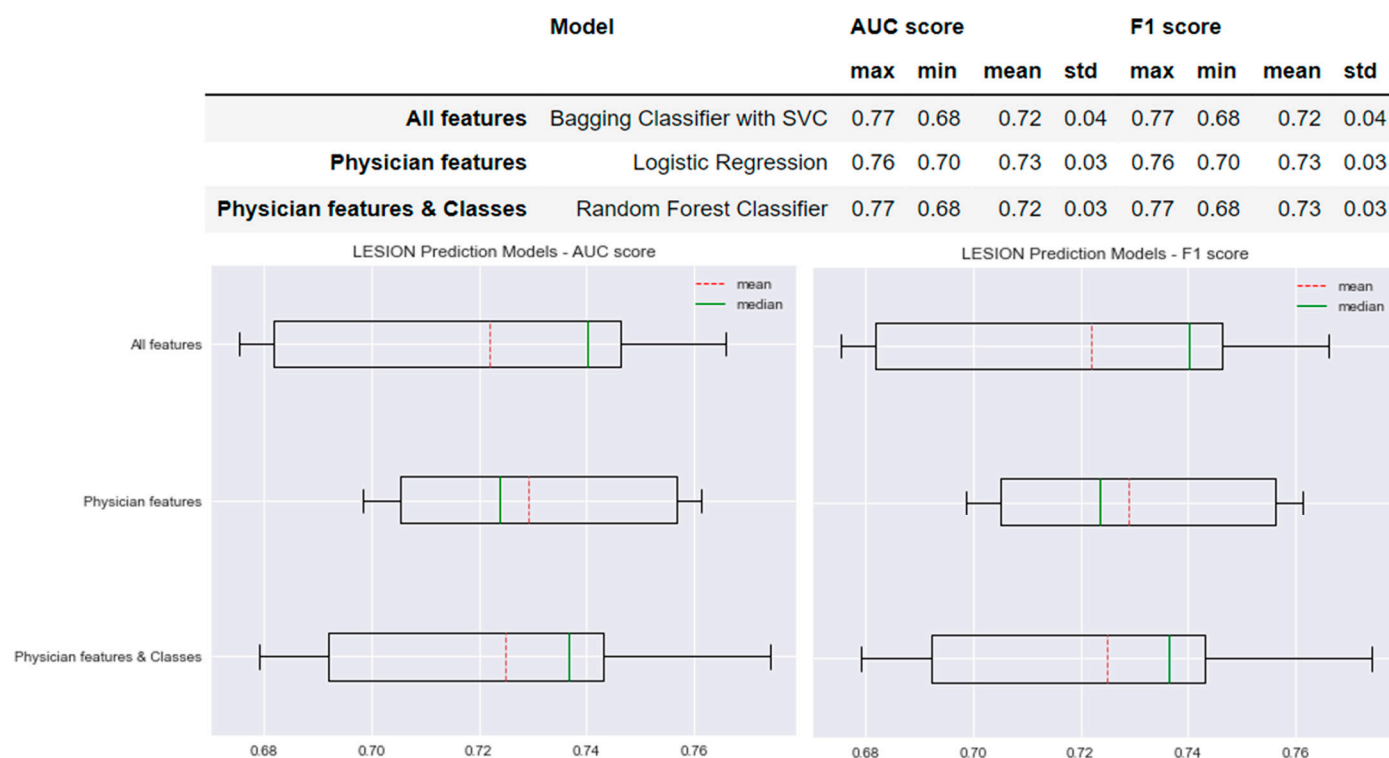 Model AUC score F1 score
max min mean std max min mean std
All features Bagging Classifier with SVC 0.77 0.68 0.72 0.04 0.77 0.68 0.72 0.04
Physician features Logistic Regression 0.76 0.70 0.73 0.03 0.76 0.70 0.73 0.03
Physician features & Classes Random Forest Classifier 0.77 0.68 0.72 0.03 0.77 0.68 0.73 0.03
LESION Prediction Models - AUC score
mean
median
All features
Physician features
Physician features & Classes
0.68 0.70 0.72 0.74 0.76
LESION Prediction Models - F1 score
mean
median
0.68 0.70 0.72 0.74 0.76